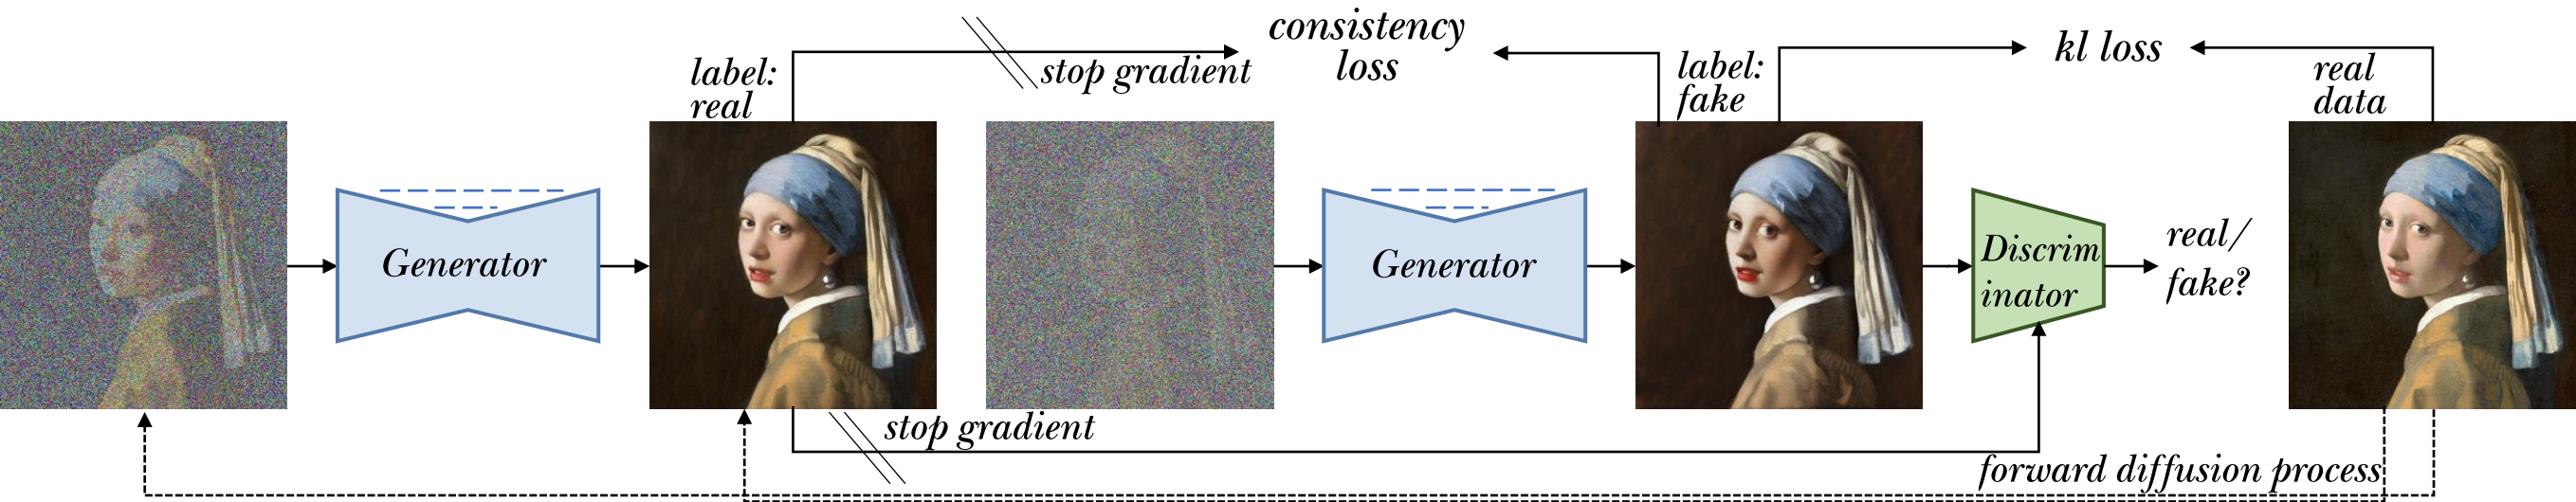 label:
real
stop gradient
consistency
loss
label:
fake
kl loss
real
data
Generator
Generator
Discrim
inator
real/
fake?
stop gradient
forward diffusion process